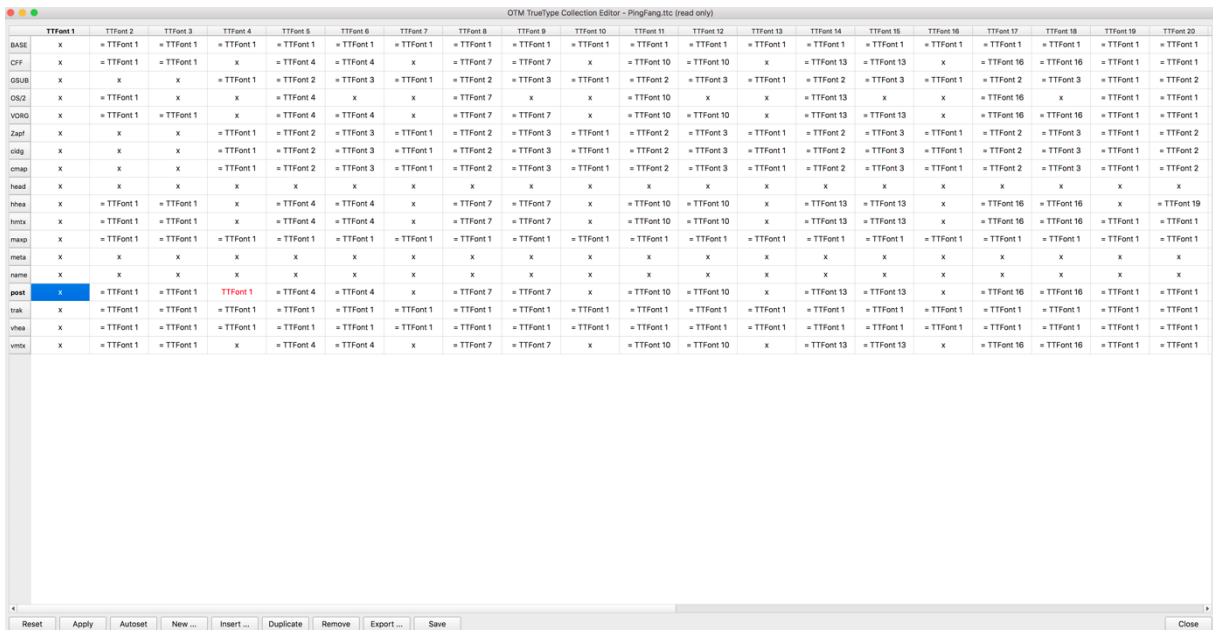 OTM TrueType Collection Editor - PingFang.ttc (read only)
TTFont 1 TTFont 2 TTFont 3 TTFont 4 TTFont 5 TTFont 6 TTFont 7 TTFont 8 TTFont 9 TTFont 10 TTFont 11 TTFont 12 TTFont 13 TTFont 14 TTFont 15 TTFont 16 TTFont 17 TTFont 18 TTFont 19 TTFont 20
BASE x = TTFont 1 = TTFont 1 = TTFont 1 = TTFont 1 = TTFont 1 = TTFont 1 = TTFont 1 = TTFont 1 = TTFont 1 = TTFont 1 = TTFont 1 = TTFont 1 = TTFont 1 = TTFont 1 = TTFont 1 = TTFont 1 = TTFont 1 = TTFont 1 = TTFont 1
CFF x = TTFont 1 = TTFont 1 x = TTFont 4 = TTFont 4 x = TTFont 7 = TTFont 7 x = TTFont 10 = TTFont 10 x = TTFont 13 = TTFont 13 x = TTFont 16 = TTFont 16 = TTFont 1 = TTFont 1
GSUB x x x = TTFont 1 = TTFont 2 = TTFont 3 = TTFont 1 = TTFont 2 = TTFont 3 = TTFont 1 = TTFont 2 = TTFont 3 = TTFont 1 = TTFont 2 = TTFont 3 = TTFont 1 = TTFont 2 = TTFont 3 = TTFont 1 = TTFont 2
OS/2 x = TTFont 1 x x = TTFont 4 x x = TTFont 7 x x = TTFont 10 x x = TTFont 13 x x = TTFont 16 x = TTFont 1 = TTFont 1
VORG x = TTFont 1 = TTFont 1 x = TTFont 4 = TTFont 4 x = TTFont 7 = TTFont 7 x = TTFont 10 = TTFont 10 x = TTFont 13 = TTFont 13 x = TTFont 16 = TTFont 16 = TTFont 1 = TTFont 1
Zapf x x x = TTFont 1 = TTFont 2 = TTFont 3 = TTFont 1 = TTFont 2 = TTFont 3 = TTFont 1 = TTFont 2 = TTFont 3 = TTFont 1 = TTFont 2 = TTFont 3 = TTFont 1 = TTFont 2 = TTFont 3 = TTFont 1 = TTFont 2
cidg x x x = TTFont 1 = TTFont 2 = TTFont 3 = TTFont 1 = TTFont 2 = TTFont 3 = TTFont 1 = TTFont 2 = TTFont 3 = TTFont 1 = TTFont 2 = TTFont 3 = TTFont 1 = TTFont 2 = TTFont 3 = TTFont 1 = TTFont 2
cmap x x x = TTFont 1 = TTFont 2 = TTFont 3 = TTFont 1 = TTFont 2 = TTFont 3 = TTFont 1 = TTFont 2 = TTFont 3 = TTFont 1 = TTFont 2 = TTFont 3 = TTFont 1 = TTFont 2 = TTFont 3 = TTFont 1 = TTFont 2
head x x x x x x x x x x x x x x x x x x x x
hhea x = TTFont 1 = TTFont 1 x = TTFont 4 = TTFont 4 x = TTFont 7 = TTFont 7 x = TTFont 10 = TTFont 10 x = TTFont 13 = TTFont 13 x = TTFont 16 = TTFont 16 x = TTFont 19
hmtx x = TTFont 1 = TTFont 1 x = TTFont 4 = TTFont 4 x = TTFont 7 = TTFont 7 x = TTFont 10 = TTFont 10 x = TTFont 13 = TTFont 13 x = TTFont 16 = TTFont 16 = TTFont 1 = TTFont 1
maxp x = TTFont 1 = TTFont 1 = TTFont 1 = TTFont 1 = TTFont 1 = TTFont 1 = TTFont 1 = TTFont 1 = TTFont 1 = TTFont 1 = TTFont 1 = TTFont 1 = TTFont 1 = TTFont 1 = TTFont 1 = TTFont 1 = TTFont 1 = TTFont 1 = TTFont 1
meta x x x x x x x x x x x x x x x x x x x x
name x x x x x x x x x x x x x x x x x x x x
post x = TTFont 1 = TTFont 1 TTFont 1 = TTFont 4 = TTFont 4 x = TTFont 7 = TTFont 7 x = TTFont 10 = TTFont 10 x = TTFont 13 = TTFont 13 x = TTFont 16 = TTFont 16 = TTFont 1 = TTFont 1
trak x = TTFont 1 = TTFont 1 = TTFont 1 = TTFont 1 = TTFont 1 = TTFont 1 = TTFont 1 = TTFont 1 = TTFont 1 = TTFont 1 = TTFont 1 = TTFont 1 = TTFont 1 = TTFont 1 = TTFont 1 = TTFont 1 = TTFont 1 = TTFont 1 = TTFont 1
vhea x = TTFont 1 = TTFont 1 = TTFont 1 = TTFont 1 = TTFont 1 = TTFont 1 = TTFont 1 = TTFont 1 = TTFont 1 = TTFont 1 = TTFont 1 = TTFont 1 = TTFont 1 = TTFont 1 = TTFont 1 = TTFont 1 = TTFont 1 = TTFont 1 = TTFont 1
vmtx x = TTFont 1 = TTFont 1 x = TTFont 4 = TTFont 4 x = TTFont 7 = TTFont 7 x = TTFont 10 = TTFont 10 x = TTFont 13 = TTFont 13 x = TTFont 16 = TTFont 16 = TTFont 1 = TTFont 1
Reset Apply Autoset New ... Insert ... Duplicate Remove Export ... Save Close